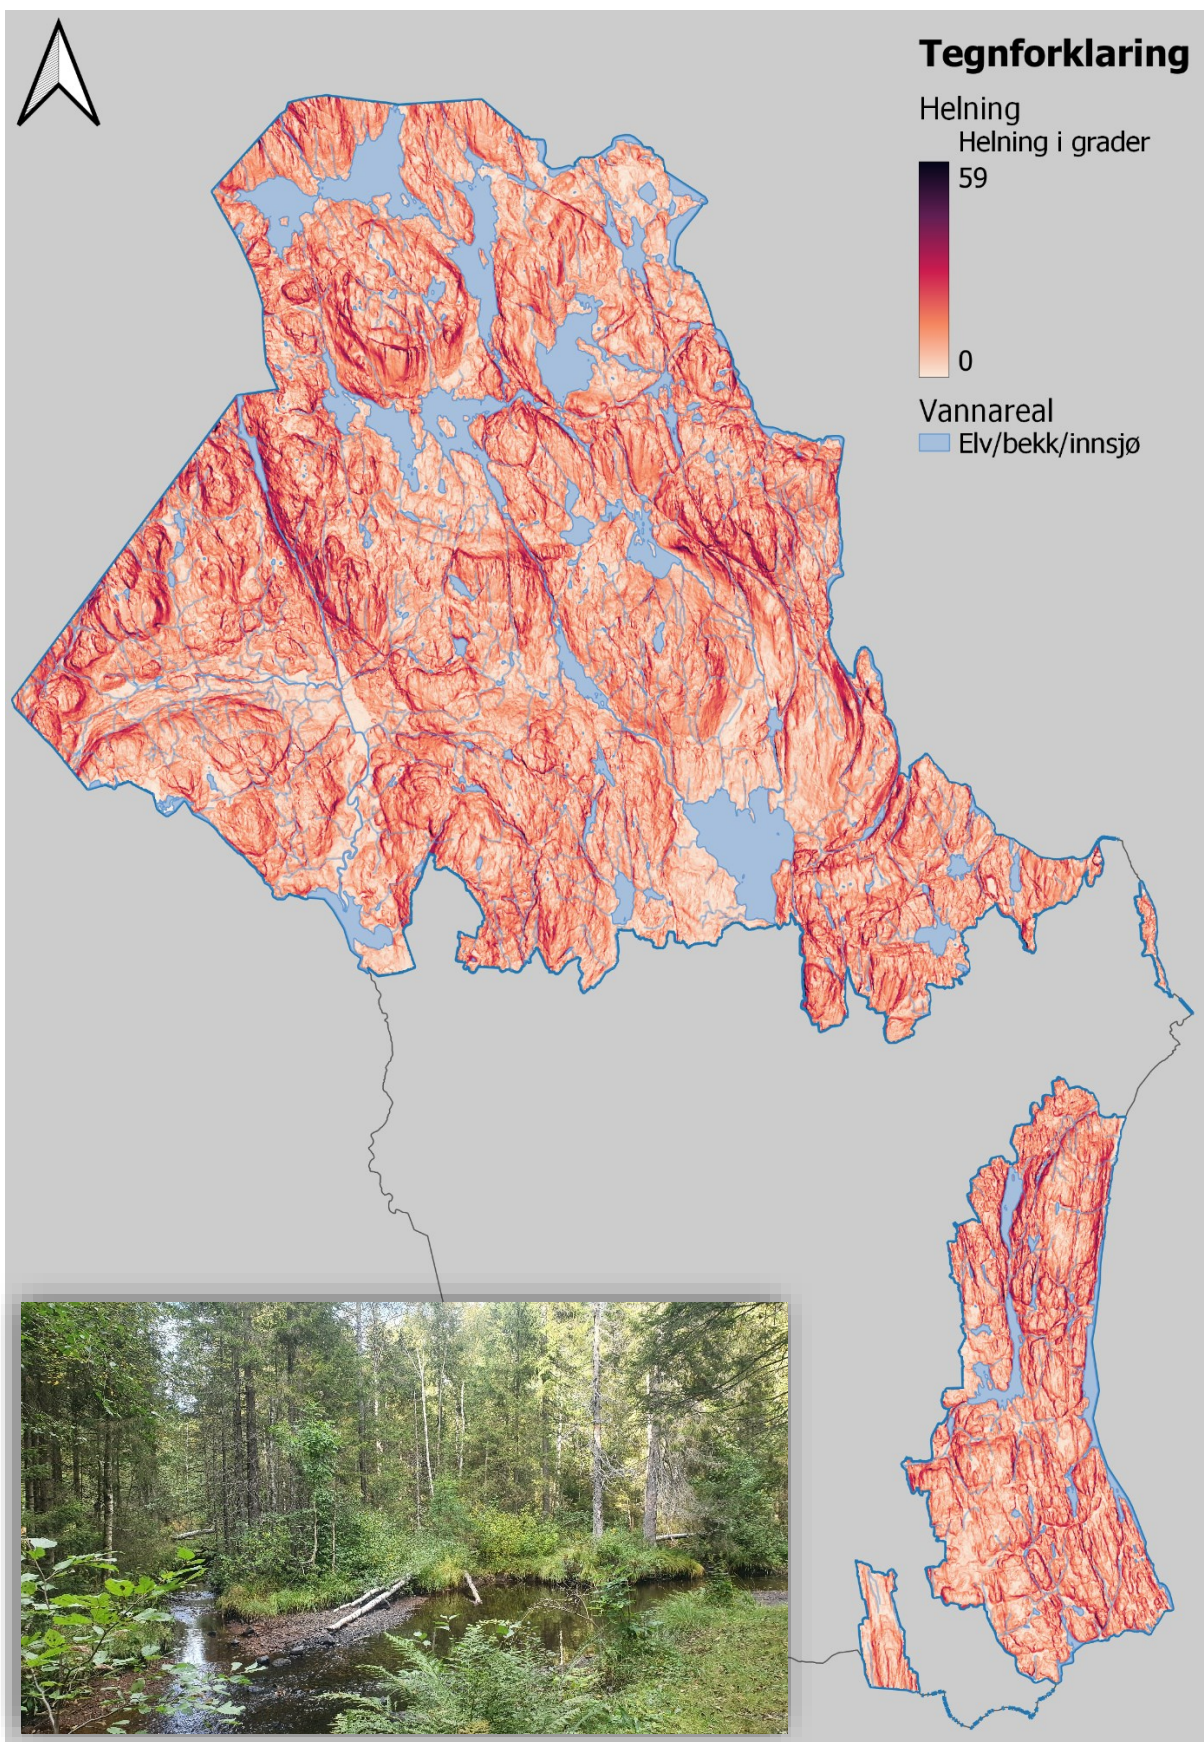 Tegnforklaring
Helning
Helning i grader
59
0
Vannareal
Elv/bekk/innsjø